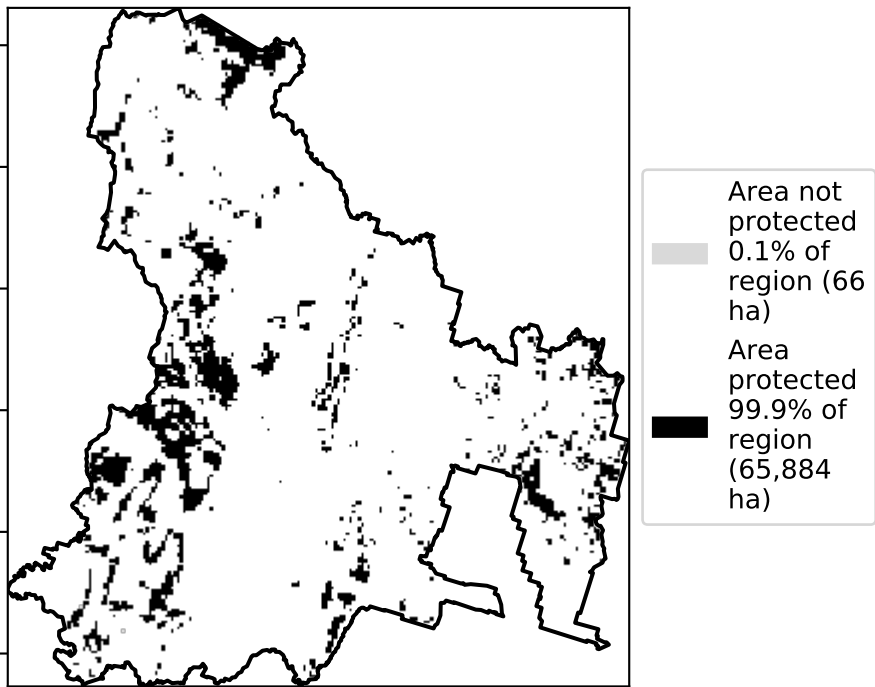 Area not
protected
0.1% of
region (66
ha)
Area
protected
99.9% of
region
(65,884
ha)